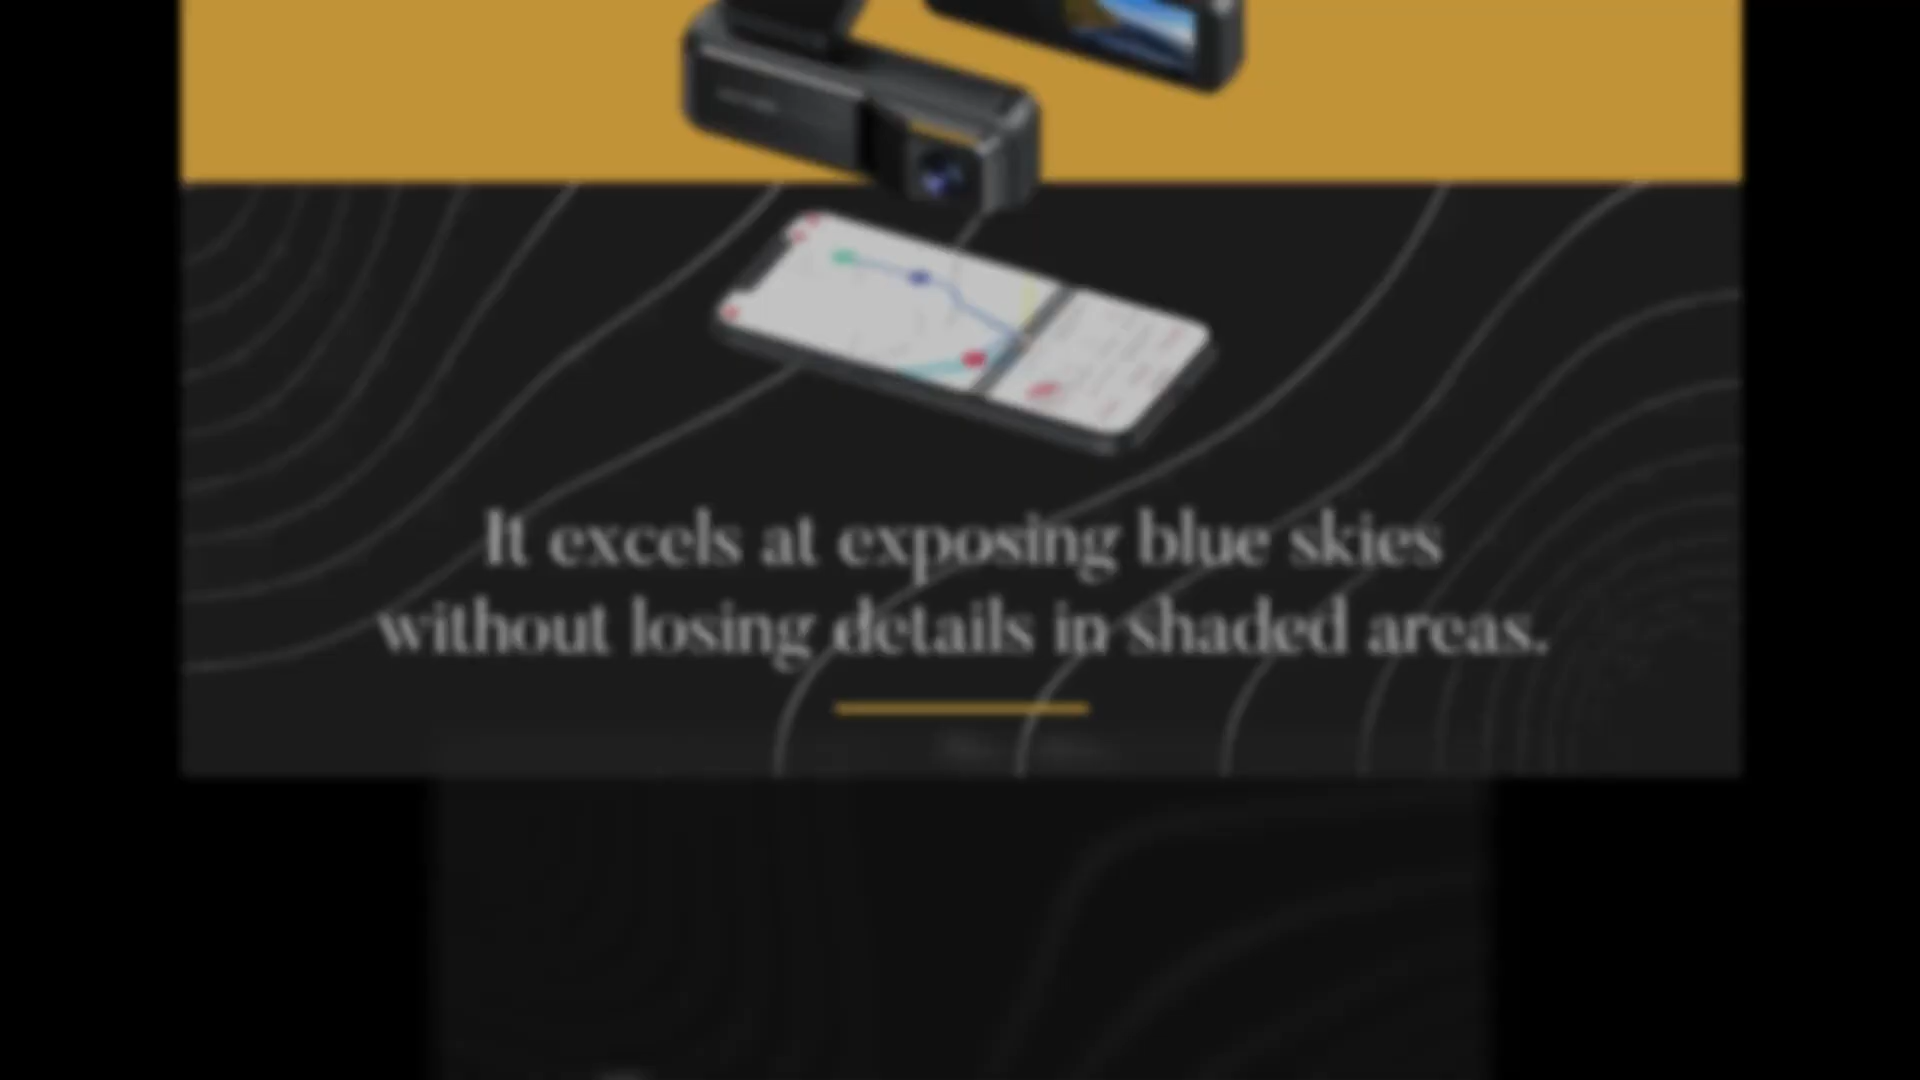 It excels at exposing blue skies
without losing details in shaded areas.